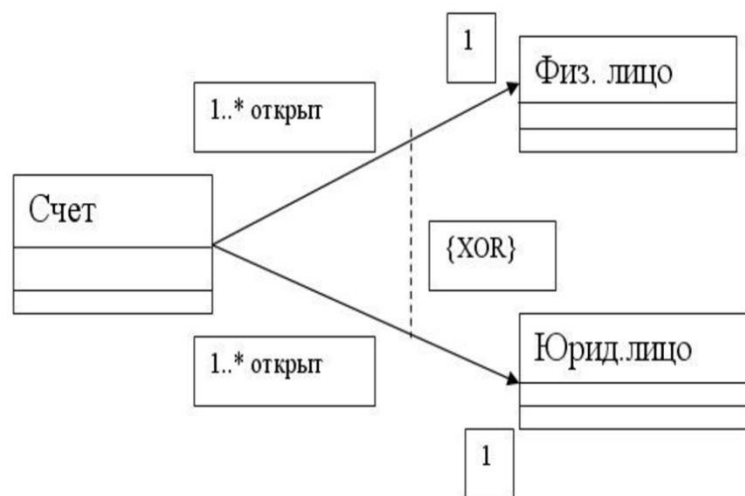 1
Физ. лицо
1..* открыт
Счет
{XOR}
Юрид.лицо
1..* открыт
1